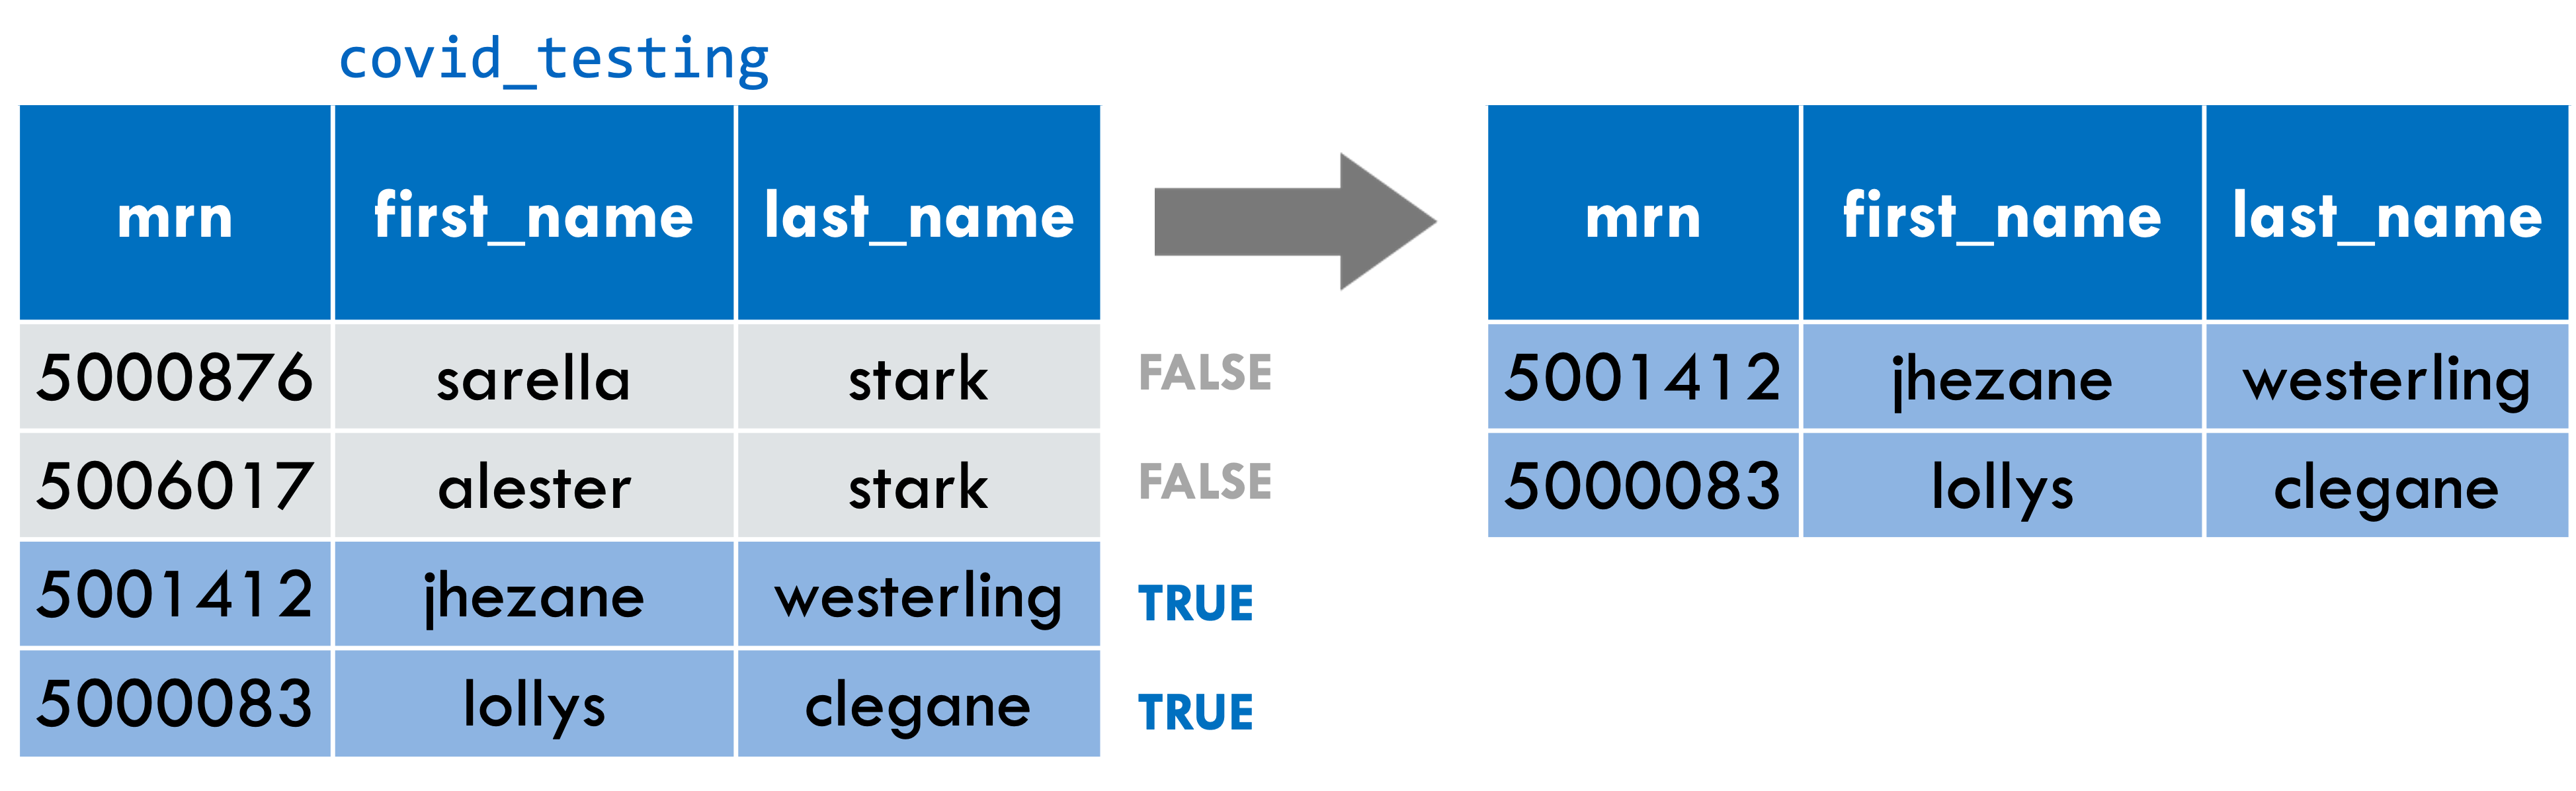 covid_testing
mrn first_name last_name
5000876 sarella stark FALSE
5006017 alester stark FALSE
5001412 jhezane westerling TRUE
5000083 lollys clegane TRUE
mrn first_name last_name
5001412 jhezane westerling
5000083 lollys clegane